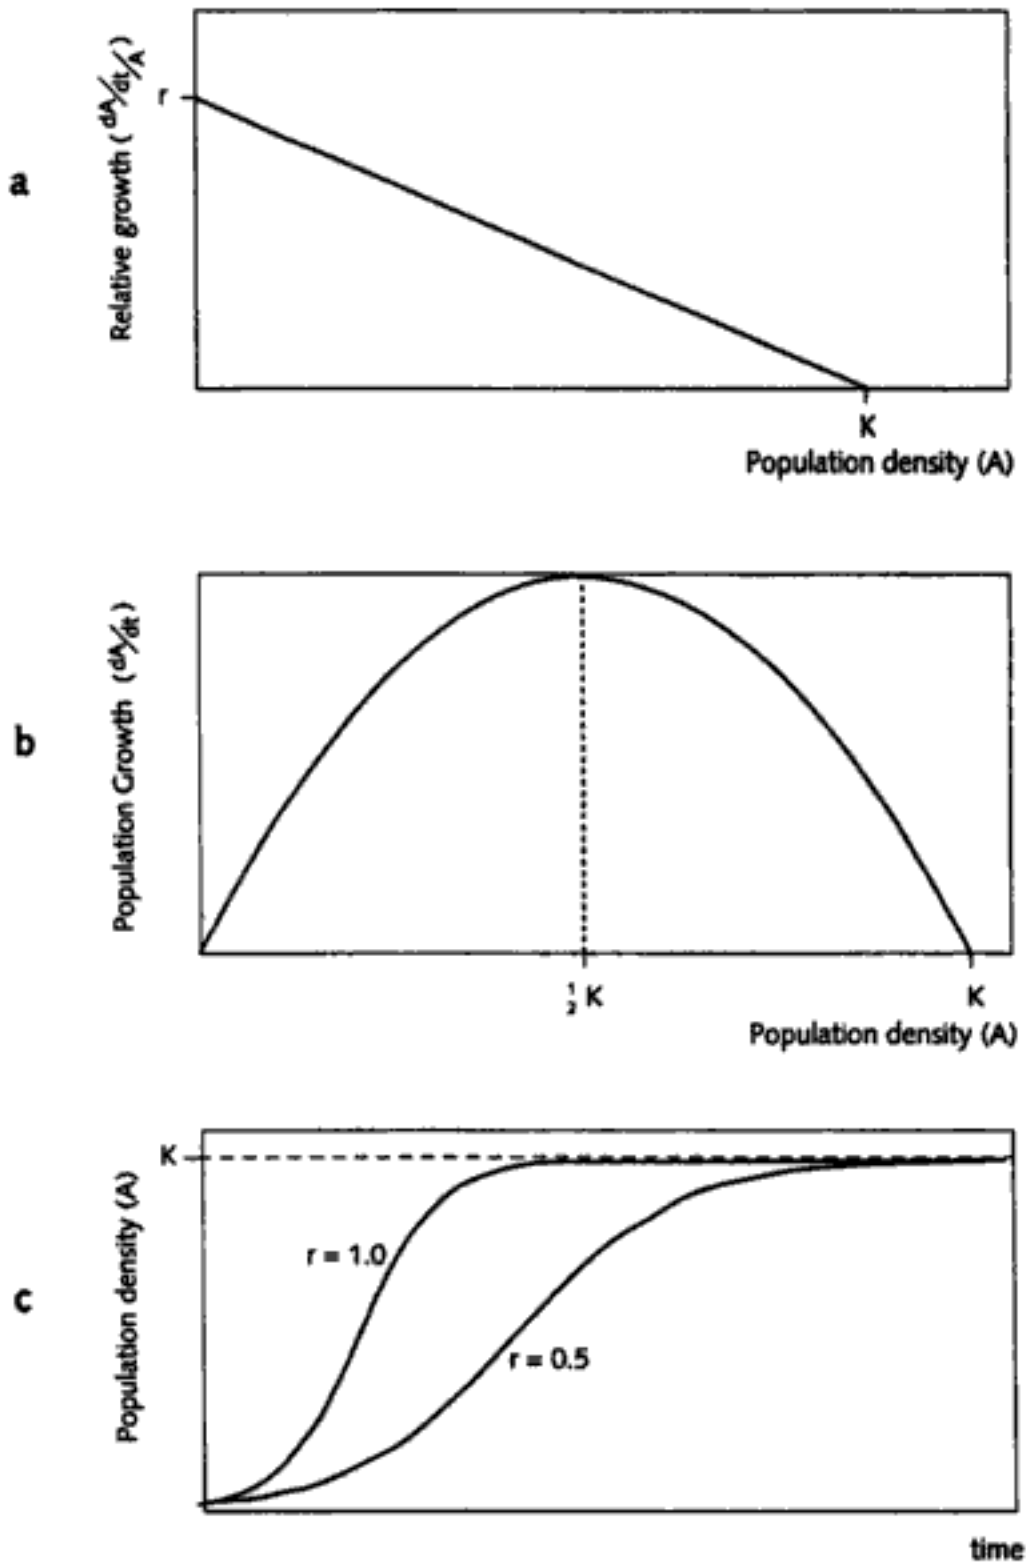 a
Relative growth (dA/dt/A)
r
K
Population density (A)
b
Population Growth (dA/dt)
½ K
K
Population density (A)
c
Population density (A)
K
r = 1.0
r = 0.5
time